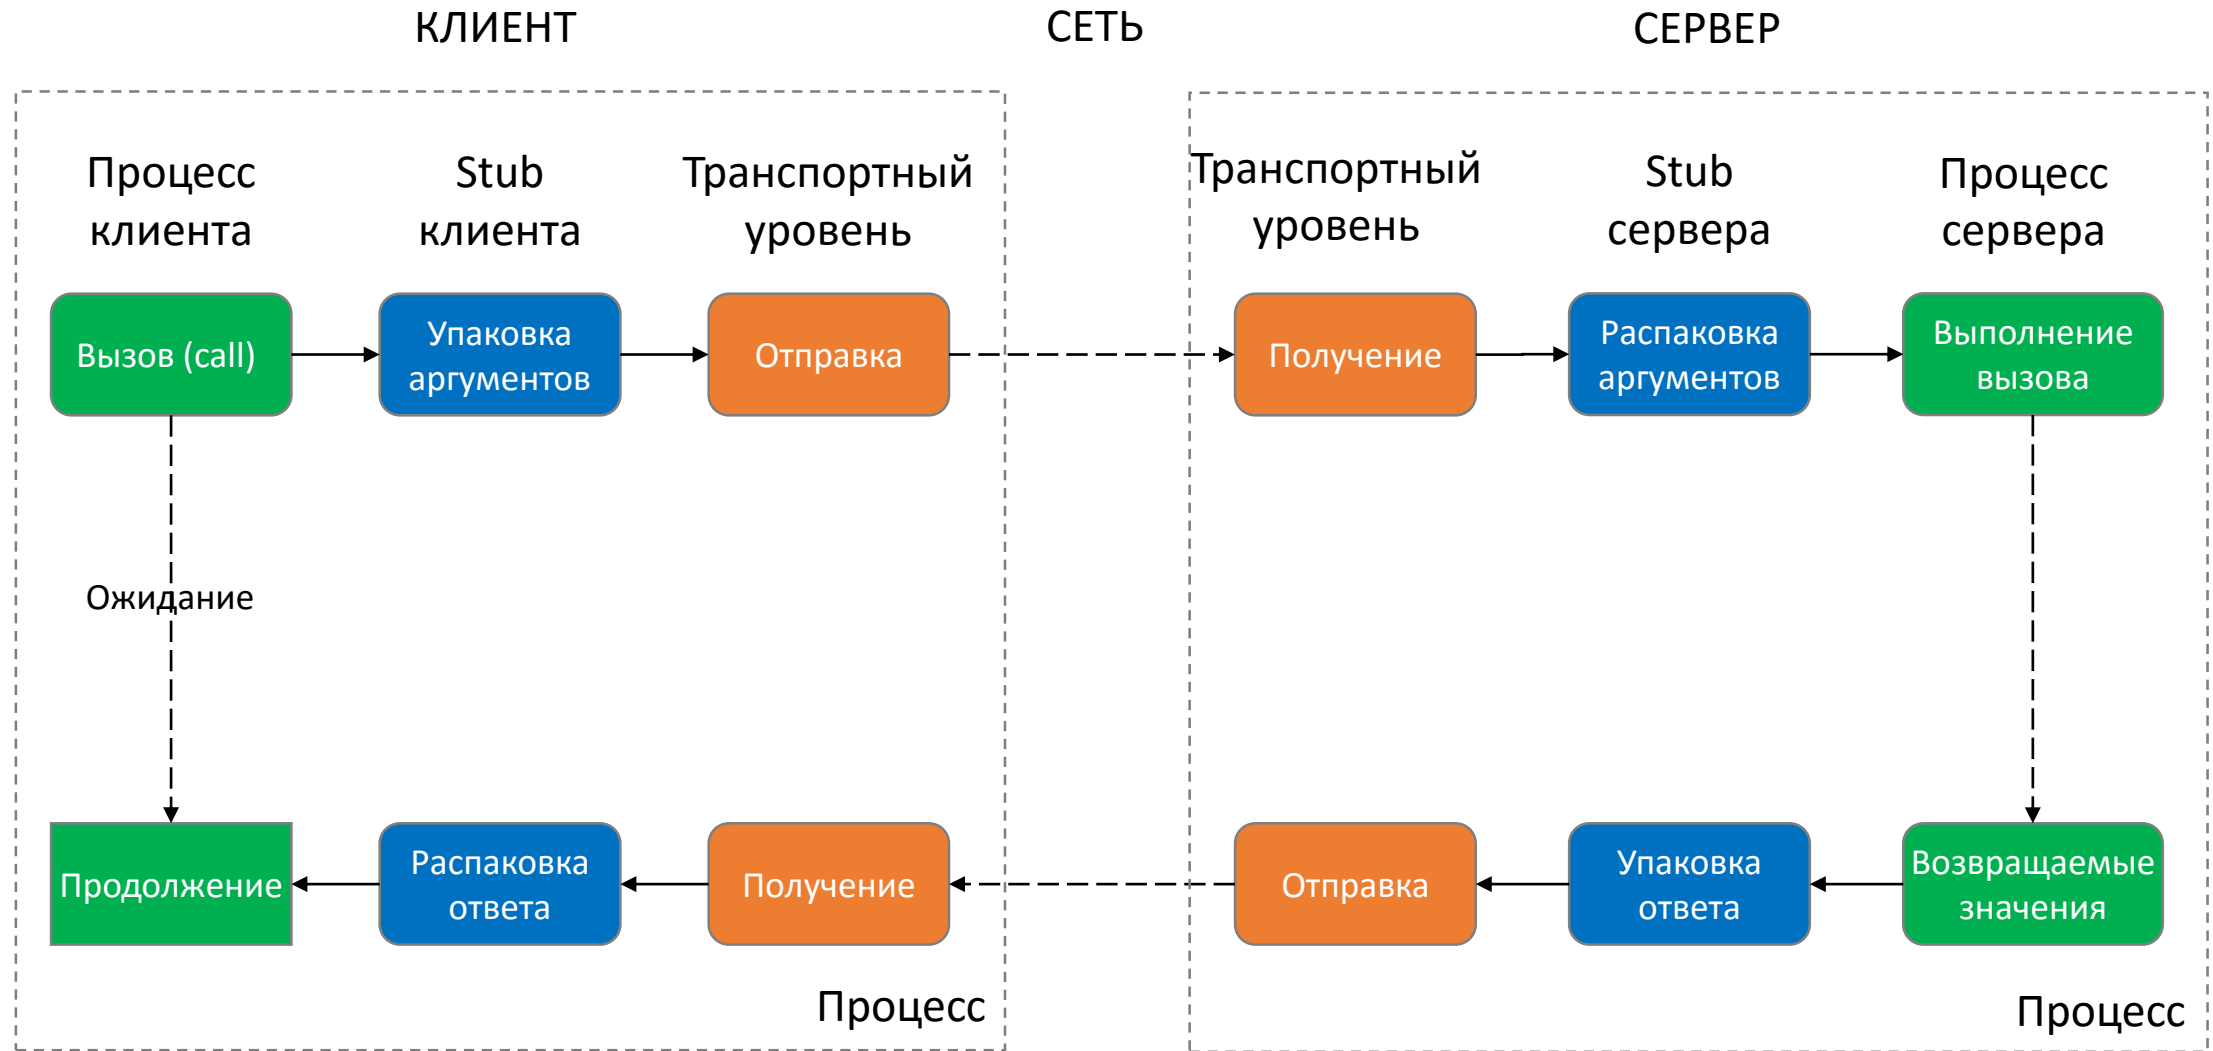 КЛИЕНТ
СЕТЬ
СЕРВЕР
Процесс
клиента
Stub
клиента
Транспортный
уровень
Транспортный
уровень
Stub
сервера
Процесс
сервера
Вызов (call)
Упаковка
аргументов
Отправка
Получение
Распаковка
аргументов
Выполнение
вызова
Ожидание
Продолжение
Распаковка
ответа
Получение
Отправка
Упаковка
ответа
Возвращаемые
значения
Процесс
Процесс